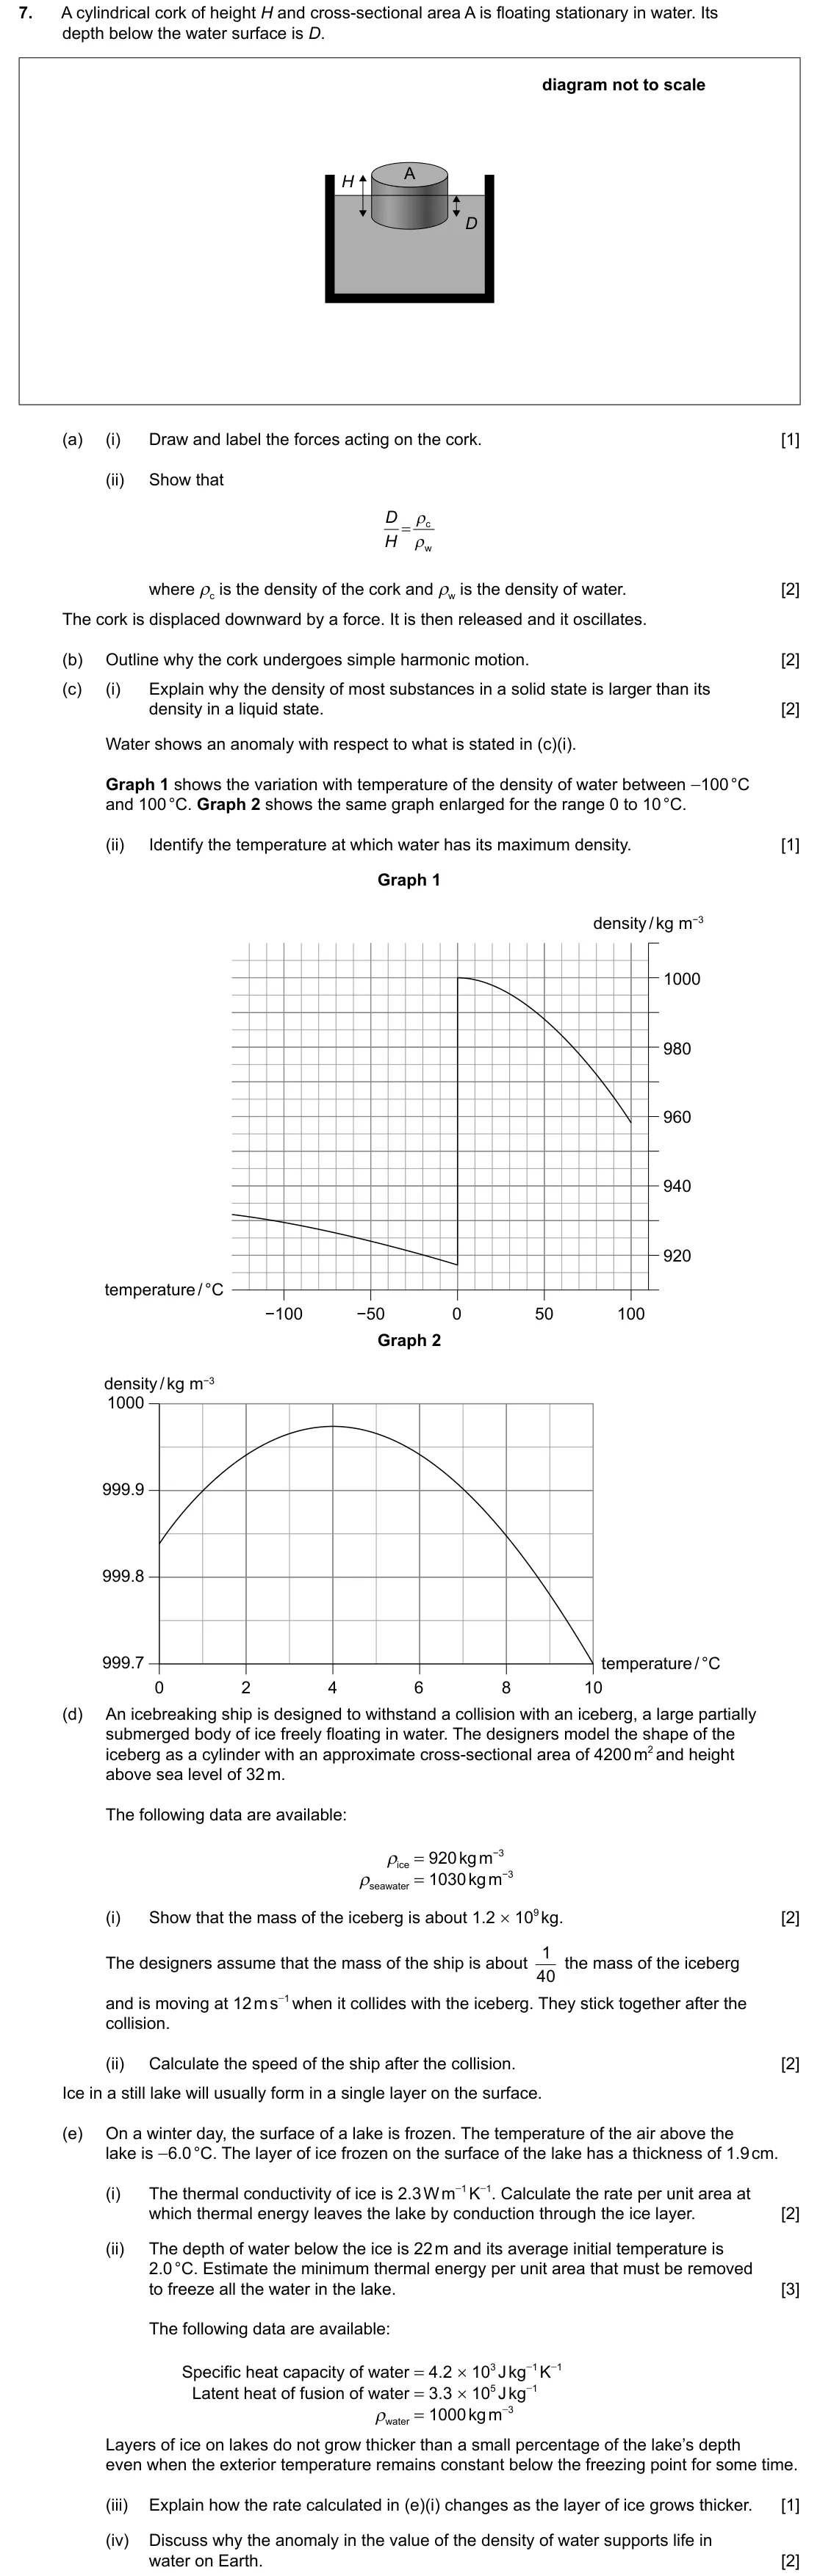 7. A cylindrical cork of height H and cross-sectional area A is floating stationary in water. Its
depth below the water surface is D.
diagram not to scale
H
A
D
(a) (i) Draw and label the forces acting on the cork. [1]
(ii) Show that
D/H = ρc/ρw
where ρc is the density of the cork and ρw is the density of water. [2]
The cork is displaced downward by a force. It is then released and it oscillates.
(b) Outline why the cork undergoes simple harmonic motion. [2]
(c) (i) Explain why the density of most substances in a solid state is larger than its
density in a liquid state. [2]
Water shows an anomaly with respect to what is stated in (c)(i).
Graph 1 shows the variation with temperature of the density of water between −100 °C
and 100 °C. Graph 2 shows the same graph enlarged for the range 0 to 10 °C.
(ii) Identify the temperature at which water has its maximum density. [1]
Graph 1
density / kg m⁻³
1000
980
960
940
920
temperature / °C
−100 −50 0 50 100
Graph 2
density / kg m⁻³
1000
999.9
999.8
999.7
temperature / °C
0 2 4 6 8 10
(d) An icebreaking ship is designed to withstand a collision with an iceberg, a large partially
submerged body of ice freely floating in water. The designers model the shape of the
iceberg as a cylinder with an approximate cross-sectional area of 4200 m² and height
above sea level of 32 m.
The following data are available:
ρice = 920 kg m⁻³
ρseawater = 1030 kg m⁻³
(i) Show that the mass of the iceberg is about 1.2 × 10⁹ kg. [2]
The designers assume that the mass of the ship is about 1/40 the mass of the iceberg
and is moving at 12 m s⁻¹ when it collides with the iceberg. They stick together after the
collision.
(ii) Calculate the speed of the ship after the collision. [2]
Ice in a still lake will usually form in a single layer on the surface.
(e) On a winter day, the surface of a lake is frozen. The temperature of the air above the
lake is −6.0 °C. The layer of ice frozen on the surface of the lake has a thickness of 1.9 cm.
(i) The thermal conductivity of ice is 2.3 W m⁻¹ K⁻¹. Calculate the rate per unit area at
which thermal energy leaves the lake by conduction through the ice layer. [2]
(ii) The depth of water below the ice is 22 m and its average initial temperature is
2.0 °C. Estimate the minimum thermal energy per unit area that must be removed
to freeze all the water in the lake. [3]
The following data are available:
Specific heat capacity of water = 4.2 × 10³ J kg⁻¹ K⁻¹
Latent heat of fusion of water = 3.3 × 10⁵ J kg⁻¹
ρwater = 1000 kg m⁻³
Layers of ice on lakes do not grow thicker than a small percentage of the lake's depth
even when the exterior temperature remains constant below the freezing point for some time.
(iii) Explain how the rate calculated in (e)(i) changes as the layer of ice grows thicker. [1]
(iv) Discuss why the anomaly in the value of the density of water supports life in
water on Earth. [2]